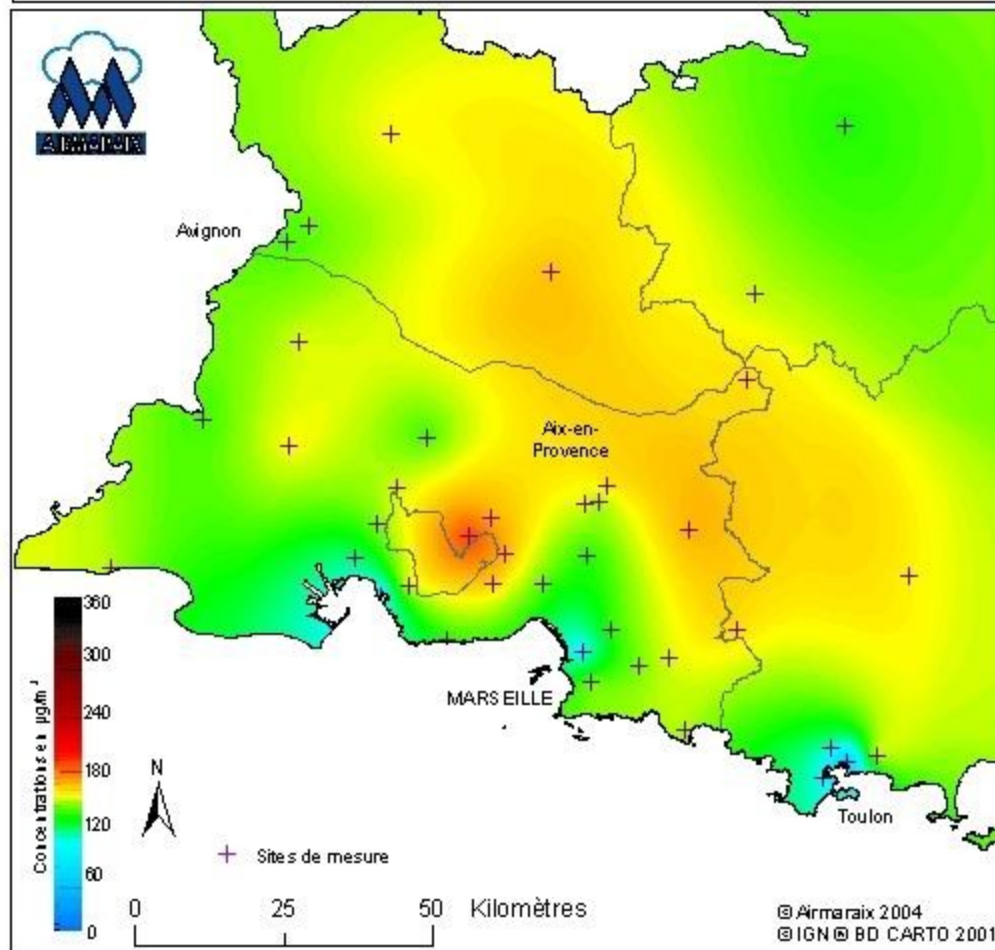 AIRMARAIX
Avignon
Aix-en-
Provence
MARSEILLE
Toulon
Concentrations en µg/m³
360
300
240
180
120
60
0
N
Sites de mesure
0 25 50 Kilomètres
© Airmaraix 2004
© IGN ® BD CARTO 2001